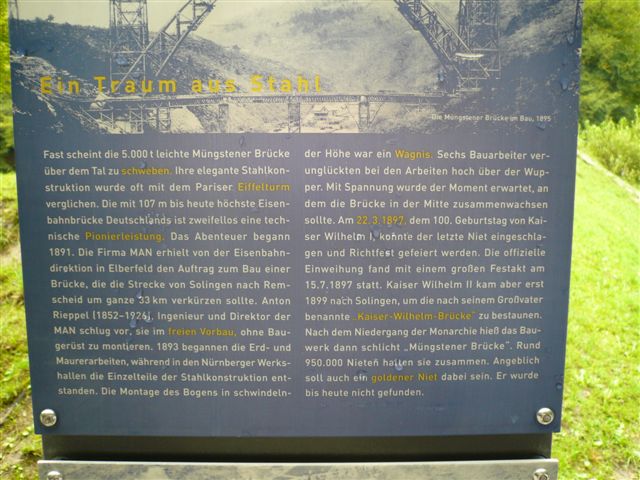 Ein Traum aus Stahl
Die Müngstener Brücke im Bau, 1895
Fast scheint die 5.000 t leichte Müngstener Brücke
über dem Tal zu schweben. Ihre elegante Stahlkon-
struktion wurde oft mit dem Pariser Eiffelturm
verglichen. Die mit 107 m bis heute höchste Eisen-
bahnbrücke Deutschlands ist zweifellos eine tech-
nische Pionierleistung. Das Abenteuer begann
1891. Die Firma MAN erhielt von der Eisenbahn-
direktion in Elberfeld den Auftrag zum Bau einer
Brücke, die die Strecke von Solingen nach Rem-
scheid um ganze 33 km verkürzen sollte. Anton
Rieppel (1852–1926), Ingenieur und Direktor der
MAN schlug vor, sie im freien Vorbau, ohne Bau-
gerüst zu montieren. 1893 begannen die Erd- und
Maurerarbeiten, während in den Nürnberger Werks-
hallen die Einzelteile der Stahlkonstruktion ent-
standen. Die Montage des Bogens in schwindeln-
der Höhe war ein Wagnis. Sechs Bauarbeiter ver-
unglückten bei den Arbeiten hoch über der Wup-
per. Mit Spannung wurde der Moment erwartet, an
dem die Brücke in der Mitte zusammenwachsen
sollte. Am 22.3.1897, dem 100. Geburtstag von Kai-
ser Wilhelm I, konnte der letzte Niet eingeschla-
gen und Richtfest gefeiert werden. Die offizielle
Einweihung fand mit einem großen Festakt am
15.7.1897 statt. Kaiser Wilhelm II kam aber erst
1899 nach Solingen, um die nach seinem Großvater
benannte „Kaiser-Wilhelm-Brücke" zu bestaunen.
Nach dem Niedergang der Monarchie hieß das Bau-
werk dann schlicht „Müngstener Brücke". Rund
950.000 Nieten halten sie zusammen. Angeblich
soll auch ein goldener Niet dabei sein. Er wurde
bis heute nicht gefunden.